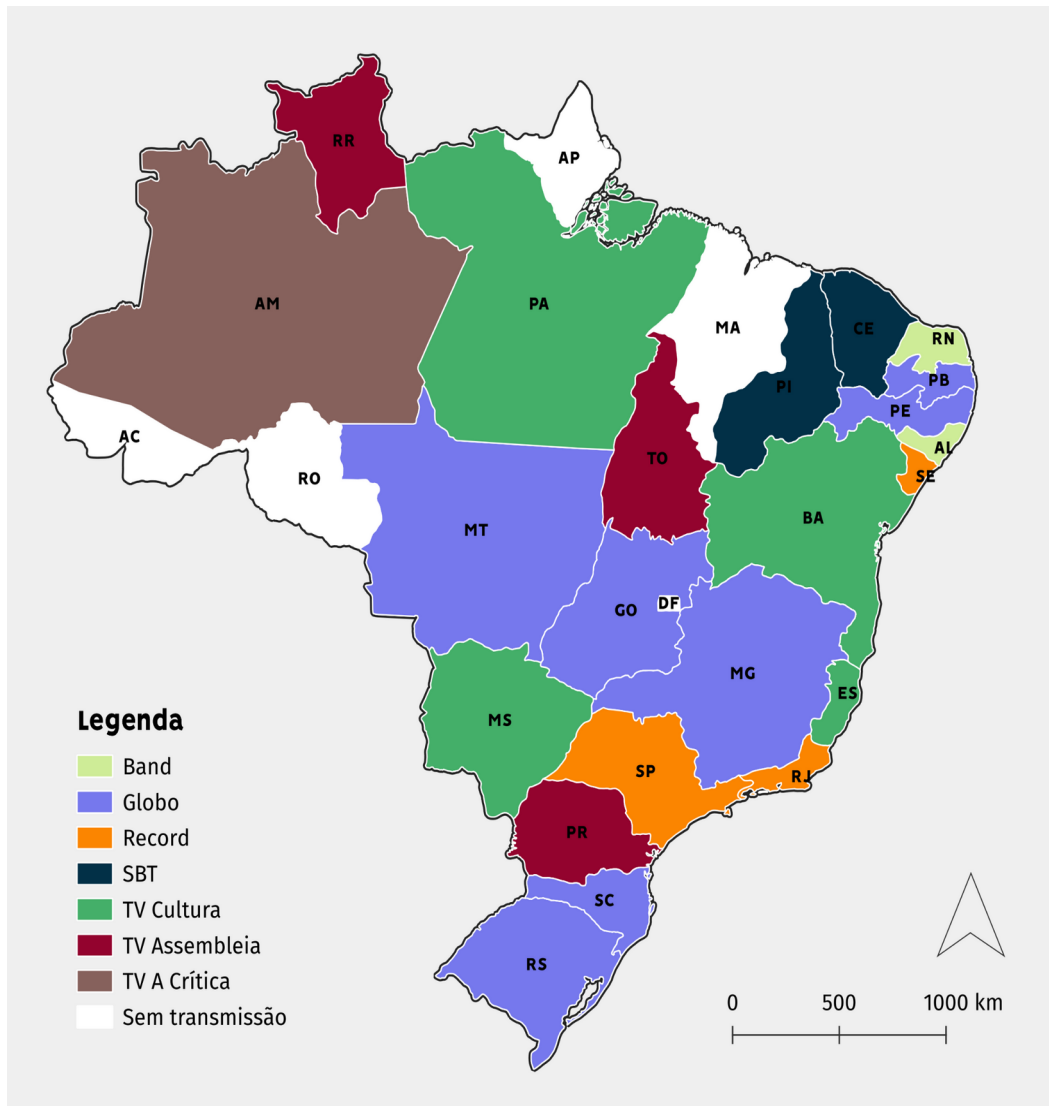 RR
AP
AM
PA
MA
CE
RN
PB
PI
PE
AC
AL
TO
RO
SE
BA
MT
GO
DF
MG
ES
MS
SP
RJ
PR
SC
RS
Legenda
Band
Globo
Record
SBT
TV Cultura
TV Assembleia
TV A Crítica
Sem transmissão
0 500 1000 km